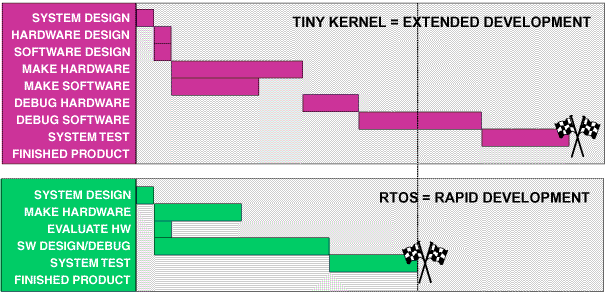 SYSTEM DESIGN
TINY KERNEL = EXTENDED DEVELOPMENT
HARDWARE DESIGN
SOFTWARE DESIGN
MAKE HARDWARE
MAKE SOFTWARE
DEBUG HARDWARE
DEBUG SOFTWARE
SYSTEM TEST
FINISHED PRODUCT
SYSTEM DESIGN
RTOS = RAPID DEVELOPMENT
MAKE HARDWARE
EVALUATE HW
SW DESIGN/DEBUG
SYSTEM TEST
FINISHED PRODUCT